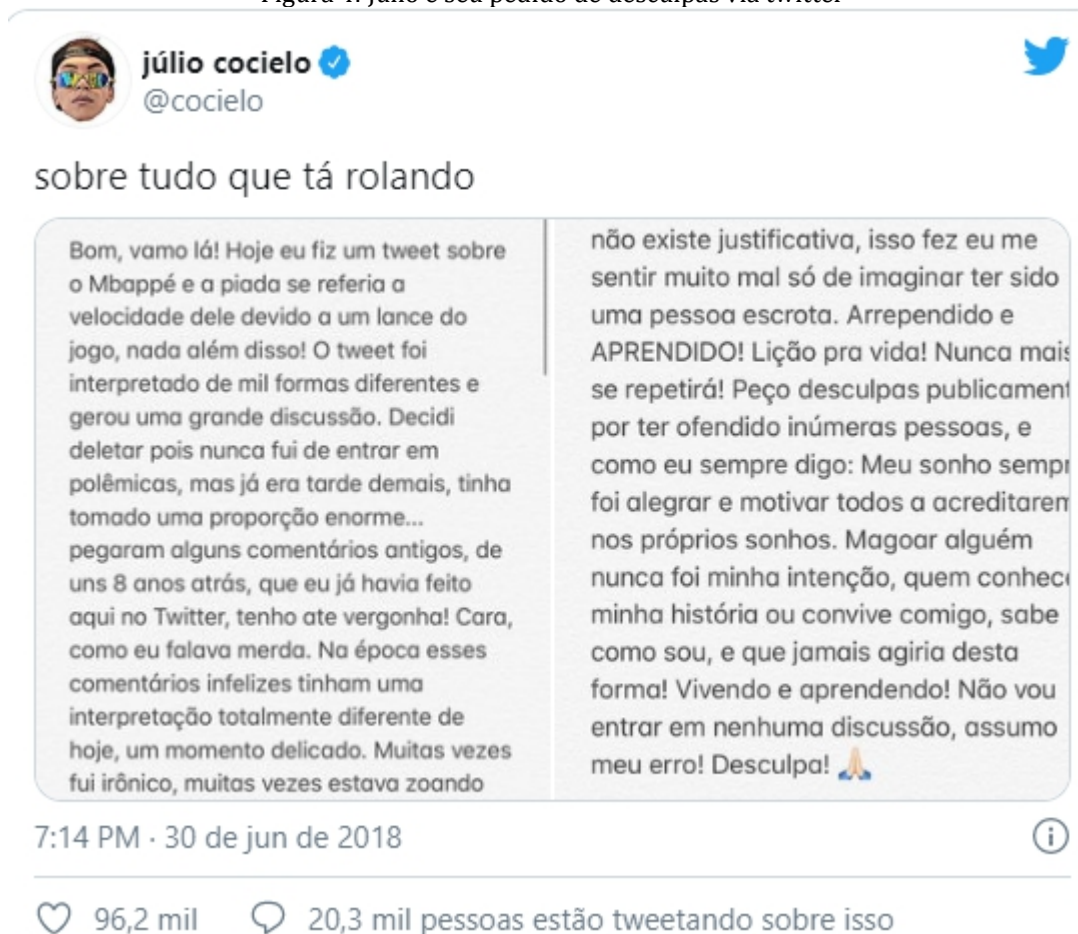 Figura 4: Júlio e seu pedido de desculpas via twitter
júlio cocielo
@cocielo
sobre tudo que tá rolando
Bom, vamo lá! Hoje eu fiz um tweet sobre
o Mbappé e a piada se referia a
velocidade dele devido a um lance do
jogo, nada além disso! O tweet foi
interpretado de mil formas diferentes e
gerou uma grande discussão. Decidi
deletar pois nunca fui de entrar em
polêmicas, mas já era tarde demais, tinha
tomado uma proporção enorme...
pegaram alguns comentários antigos, de
uns 8 anos atrás, que eu já havia feito
aqui no Twitter, tenho ate vergonha! Cara,
como eu falava merda. Na época esses
comentários infelizes tinham uma
interpretação totalmente diferente de
hoje, um momento delicado. Muitas vezes
fui irônico, muitas vezes estava zoando
não existe justificativa, isso fez eu me
sentir muito mal só de imaginar ter sido
uma pessoa escrota. Arrependido e
APRENDIDO! Lição pra vida! Nunca mais
se repetirá! Peço desculpas publicament
por ter ofendido inúmeras pessoas, e
como eu sempre digo: Meu sonho sempr
foi alegrar e motivar todos a acreditarem
nos próprios sonhos. Magoar alguém
nunca foi minha intenção, quem conhec
minha história ou convive comigo, sabe
como sou, e que jamais agiria desta
forma! Vivendo e aprendendo! Não vou
entrar em nenhuma discussão, assumo
meu erro! Desculpa! 🙏🏻
7:14 PM · 30 de jun de 2018
96,2 mil 20,3 mil pessoas estão tweetando sobre isso